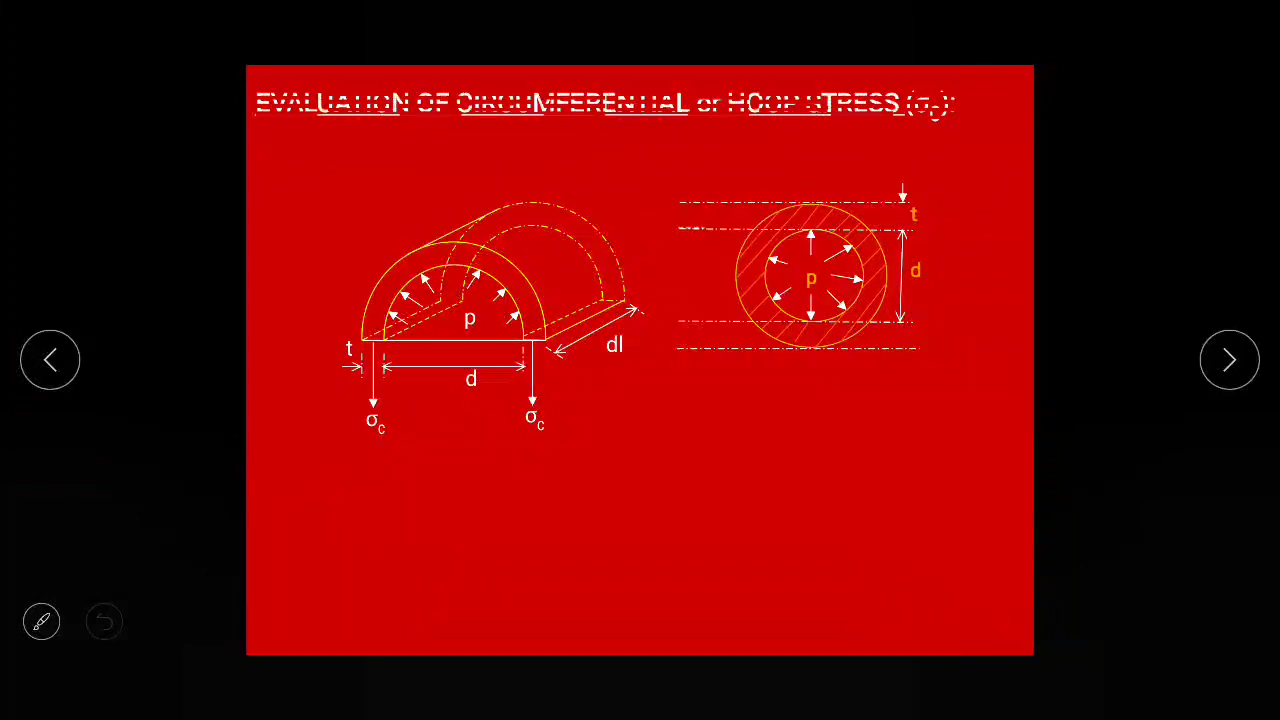 EVALUATION OF CIRCUMFERENTIAL or HOOP STRESS (σc):
t
d
p
p
t
dl
d
σc
σc